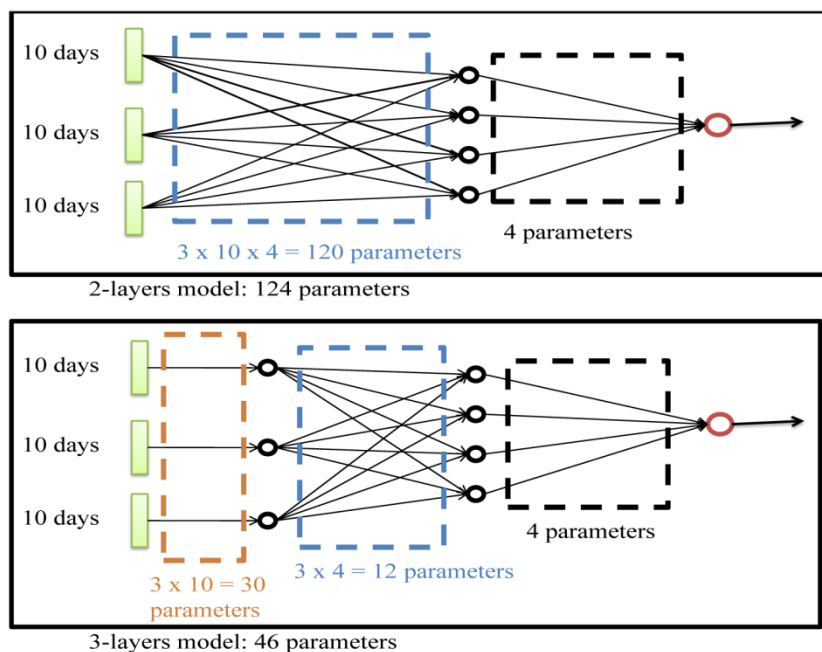 10 days
10 days
10 days
3 x 10 x 4 = 120 parameters
4 parameters
2-layers model: 124 parameters
10 days
10 days
10 days
4 parameters
3 x 10 = 30
parameters
3 x 4 = 12 parameters
3-layers model: 46 parameters